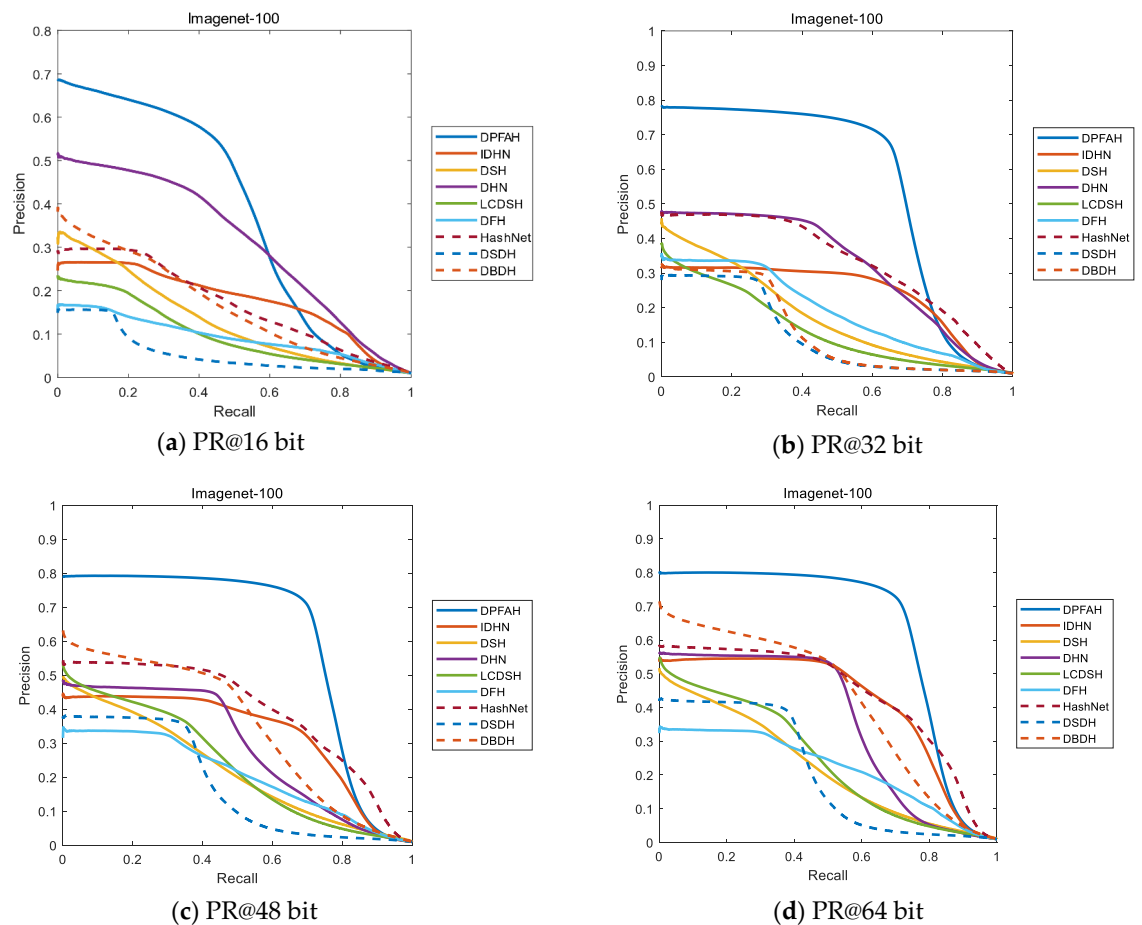 Imagenet-100
0.8
0.7
0.6
0.5
0.4
0.3
0.2
0.1
0
Precision
0 0.2 0.4 0.6 0.8 1
Recall
DPFAH
IDHN
DSH
DHN
LCDSH
DFH
HashNet
DSDH
DBDH
(a) PR@16 bit
Imagenet-100
1
0.9
0.8
0.7
0.6
0.5
0.4
0.3
0.2
0.1
0
Precision
0 0.2 0.4 0.6 0.8 1
Recall
DPFAH
IDHN
DSH
DHN
LCDSH
DFH
HashNet
DSDH
DBDH
(b) PR@32 bit
Imagenet-100
1
0.9
0.8
0.7
0.6
0.5
0.4
0.3
0.2
0.1
0
Precision
0 0.2 0.4 0.6 0.8 1
Recall
DPFAH
IDHN
DSH
DHN
LCDSH
DFH
HashNet
DSDH
DBDH
(c) PR@48 bit
Imagenet-100
1
0.9
0.8
0.7
0.6
0.5
0.4
0.3
0.2
0.1
0
Precision
0 0.2 0.4 0.6 0.8 1
Recall
DPFAH
IDHN
DSH
DHN
LCDSH
DFH
HashNet
DSDH
DBDH
(d) PR@64 bit